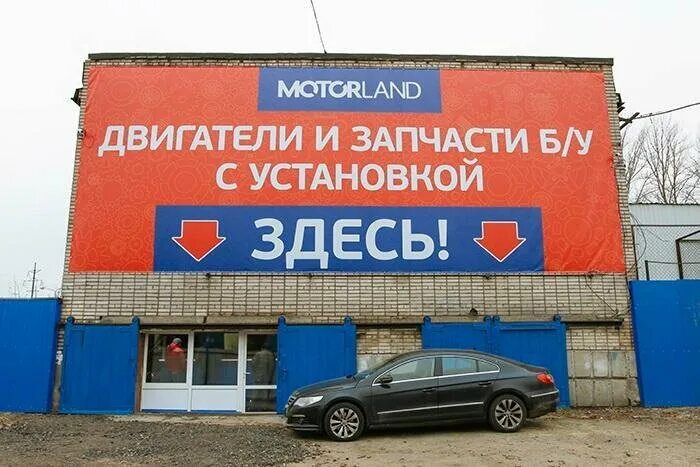 MOTORLAND
ДВИГАТЕЛИ И ЗАПЧАСТИ Б/У
С УСТАНОВКОЙ
ЗДЕСЬ!